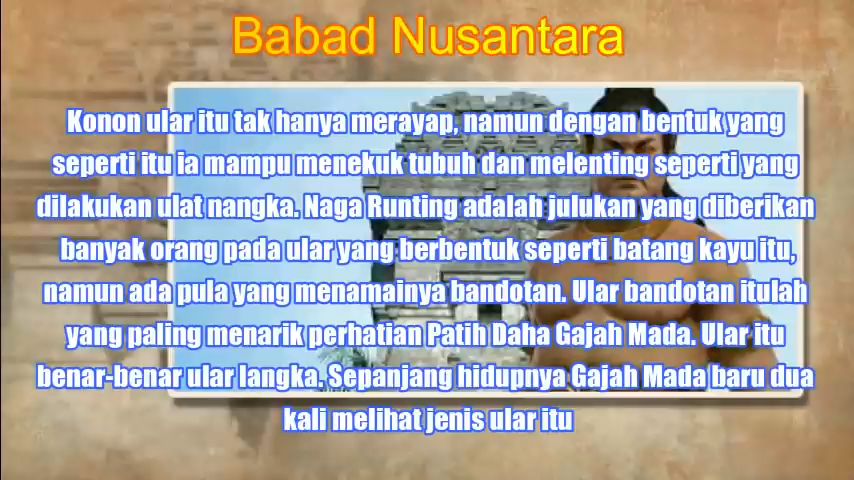 Babad Nusantara
Konon ular itu tak hanya merayap, namun dengan bentuk yang
seperti itu ia mampu menekuk tubuh dan melenting seperti yang
dilakukan ulat nangka. Naga Runting adalah julukan yang diberikan
banyak orang pada ular yang berbentuk seperti batang kayu itu,
namun ada pula yang menamainya bandotan. Ular bandotan itulah
yang paling menarik perhatian Patih Daha Gajah Mada. Ular itu
benar-benar ular langka. Sepanjang hidupnya Gajah Mada baru dua
kali melihat jenis ular itu